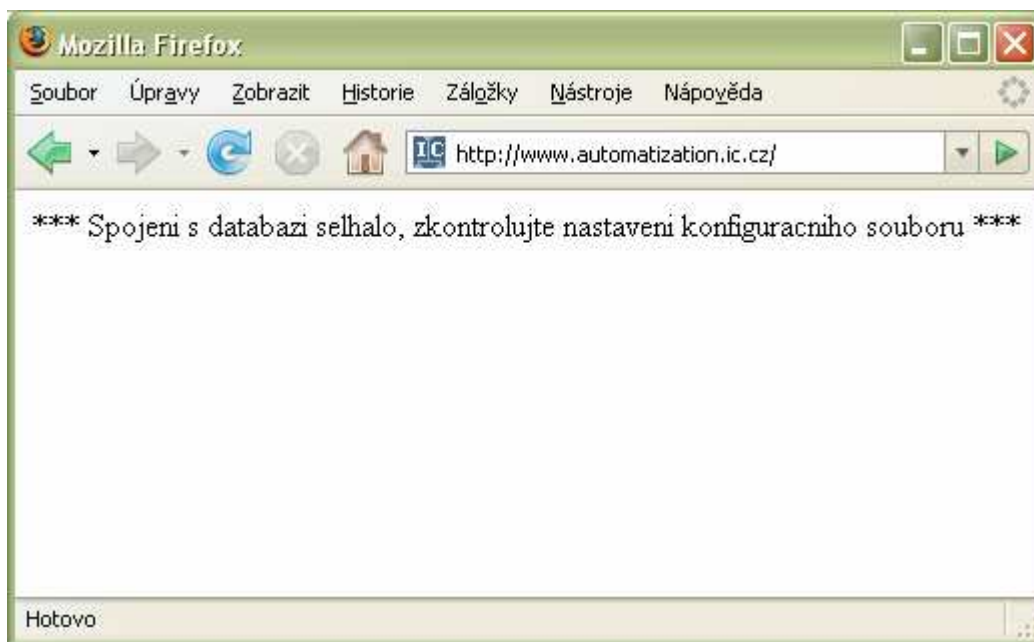 Mozilla Firefox
Soubor Úpravy Zobrazit Historie Záložky Nástroje Nápověda
IC http://www.automatization.ic.cz/
*** Spojeni s databazi selhalo, zkontrolujte nastaveni konfiguracniho souboru ***
Hotovo